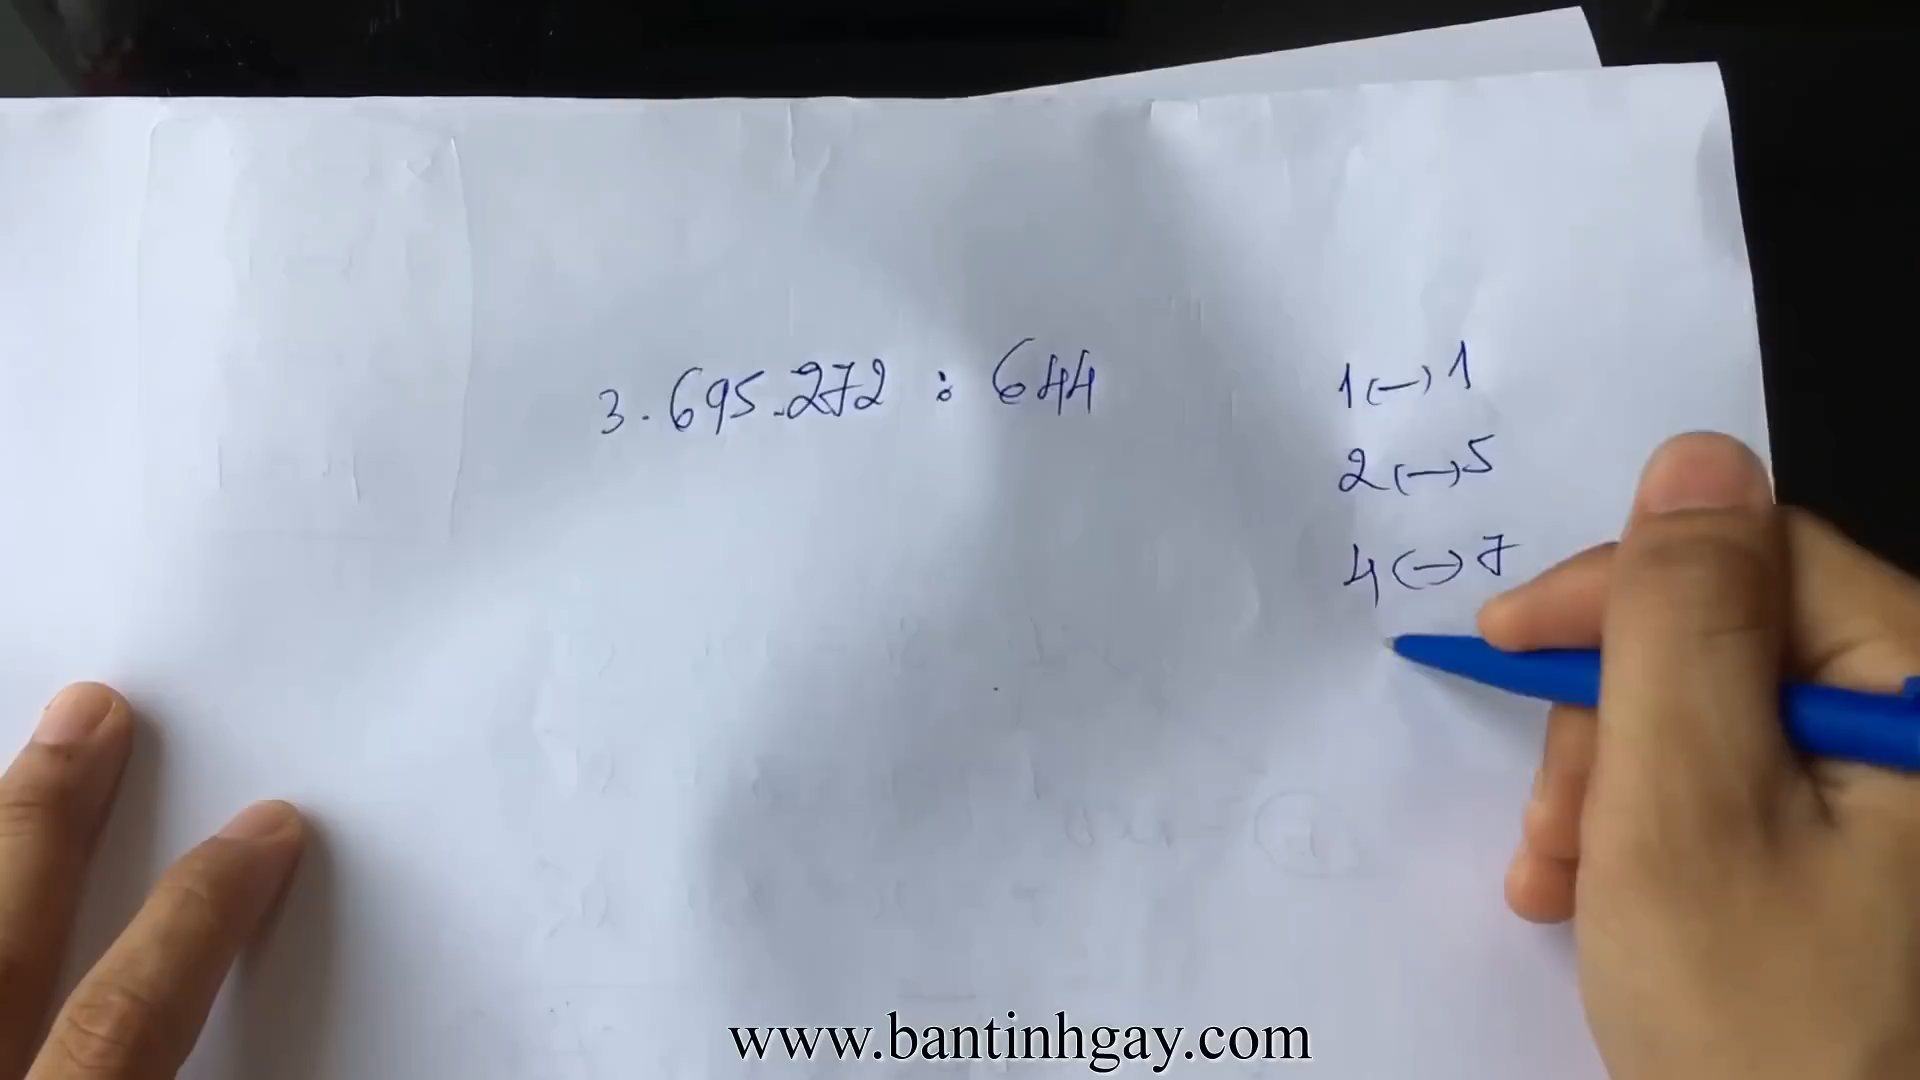 3.695.272 : 644
1 ↔ 1
2 ↔ 5
4 ↔ 7
www.bantinhgay.com